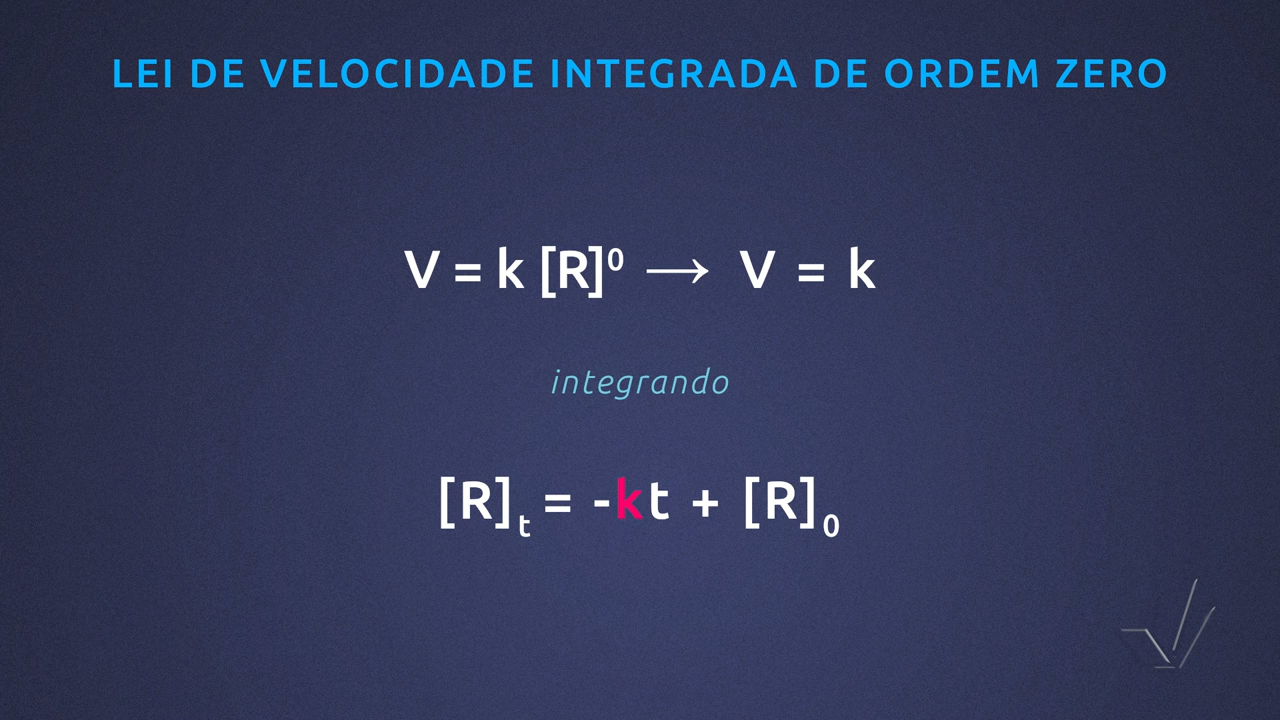 LEI DE VELOCIDADE INTEGRADA DE ORDEM ZERO
V = k [R]⁰ → V = k
integrando
[R]ₜ = -kt + [R]₀